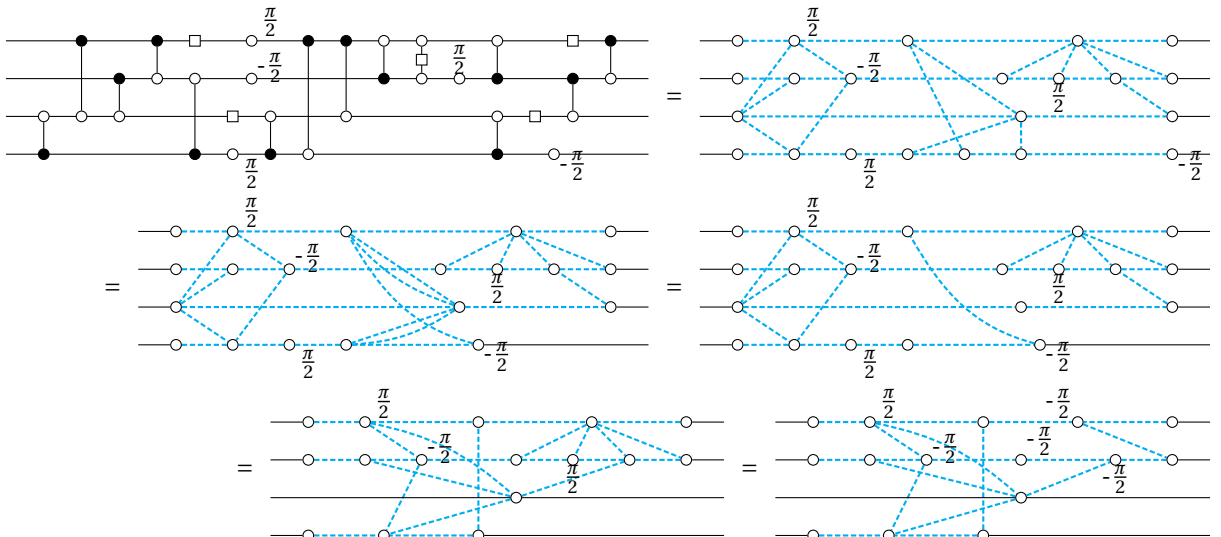 π/2 π/2
-π/2 π/2 -π/2
= π/2
π/2 -π/2 π/2 -π/2
π/2 π/2
-π/2 -π/2
= π/2 = π/2
π/2 -π/2 π/2 -π/2
π/2 π/2 -π/2
-π/2 -π/2 -π/2
= π/2 = -π/2